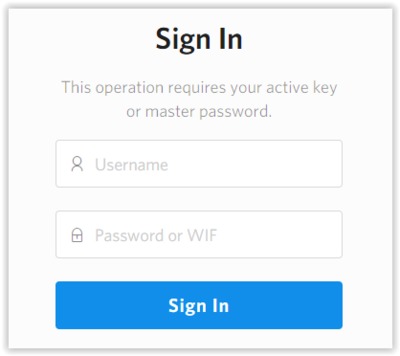 Sign In
This operation requires your active key
or master password.
Username
Password or WIF
Sign In